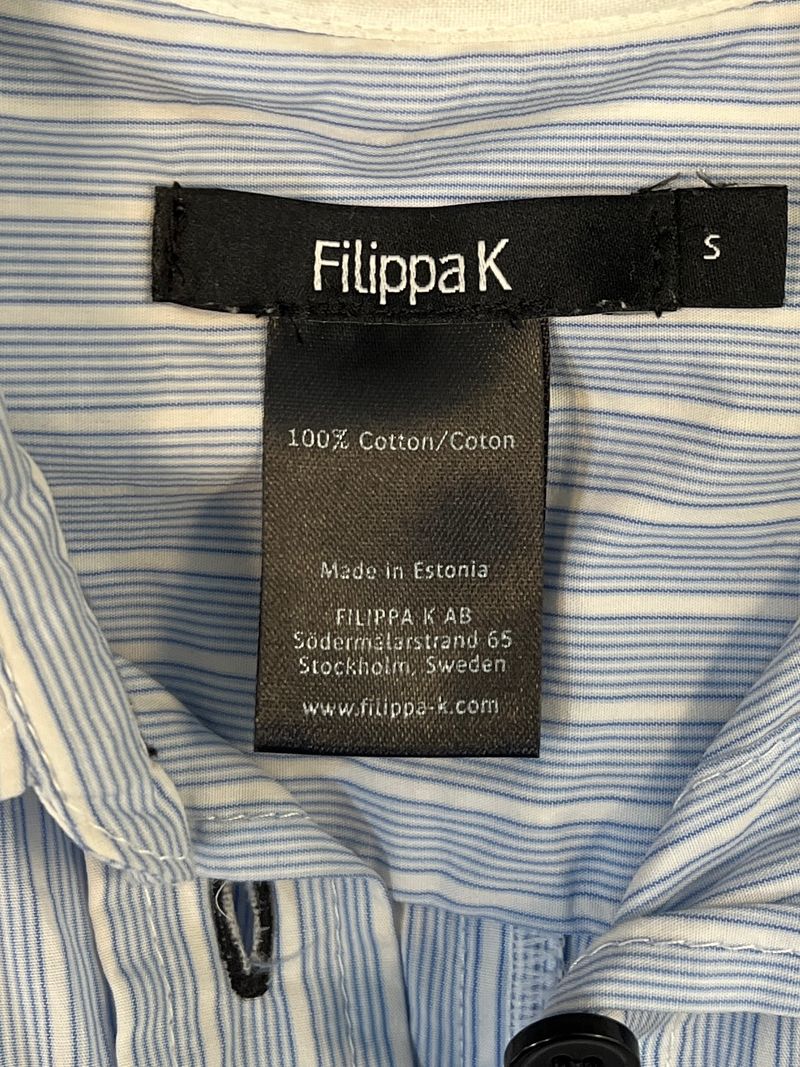 Filippa K
S
100% Cotton/Coton
Made in Estonia
FILIPPA K AB
Södermälarstrand 65
Stockholm, Sweden
www.filippa-k.com